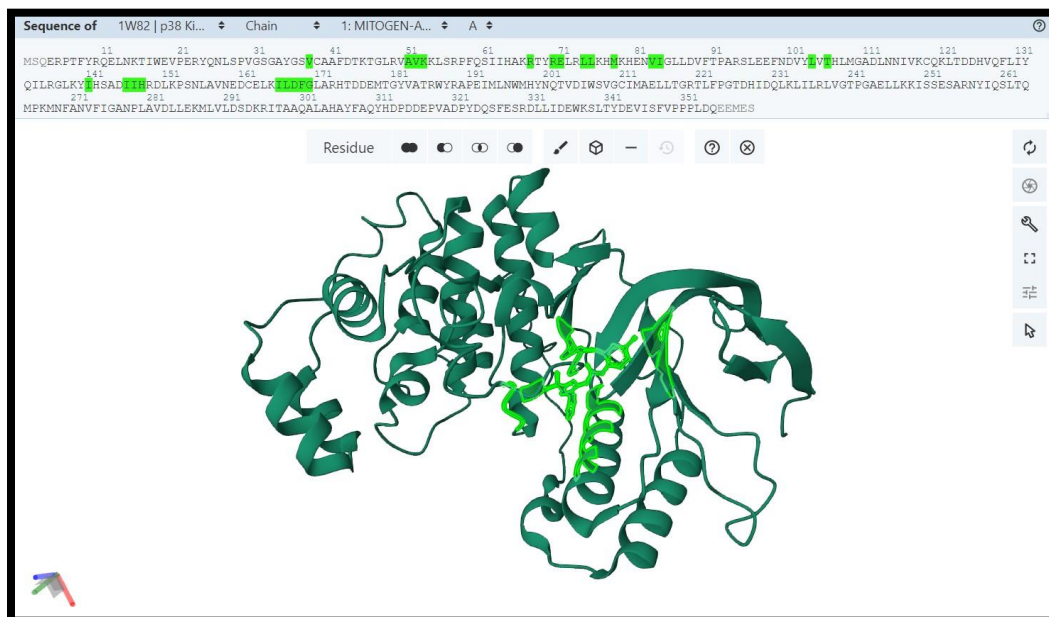 Sequence of 1W82 | p38 Ki... Chain 1: MITOGEN-A... A
11 21 31 41 51 61 71 81 91 101 111 121 131
MSQERPTFYRQELNKTIWEVPERYQNLSPVGSGAYGSVCAAFDTKTGLRVAVKKLSRPFQSIIHAKRTYRELRLLKHMKHENVIGLLDVFTPARSLEEFNDVYLVTHLMGADLNNIVKCQKLTDDHVQFLIY
141 151 161 171 181 191 201 211 221 231 241 251 261
QILRGLKYIHSADIIHRDLKPSNLAVNEDCELKILDFGLARHTDDEMTGYVATRWYRAPEIMLNWMHYNQTVDIWSVGCIMAELLTGRTLFPGTDHIDQLKLILRLVGTPGAELLKKISSESARNYIQSLTQ
271 281 291 301 311 321 331 341 351
MPKMNFANVFIGANPLAVDLLEKMLVLDSDKRITAAQALAHAYFAQYHDPDDEPVADPYDQSFESRDLLIDEWKSLTYDEVISFVPPPLDQEEMES
Residue